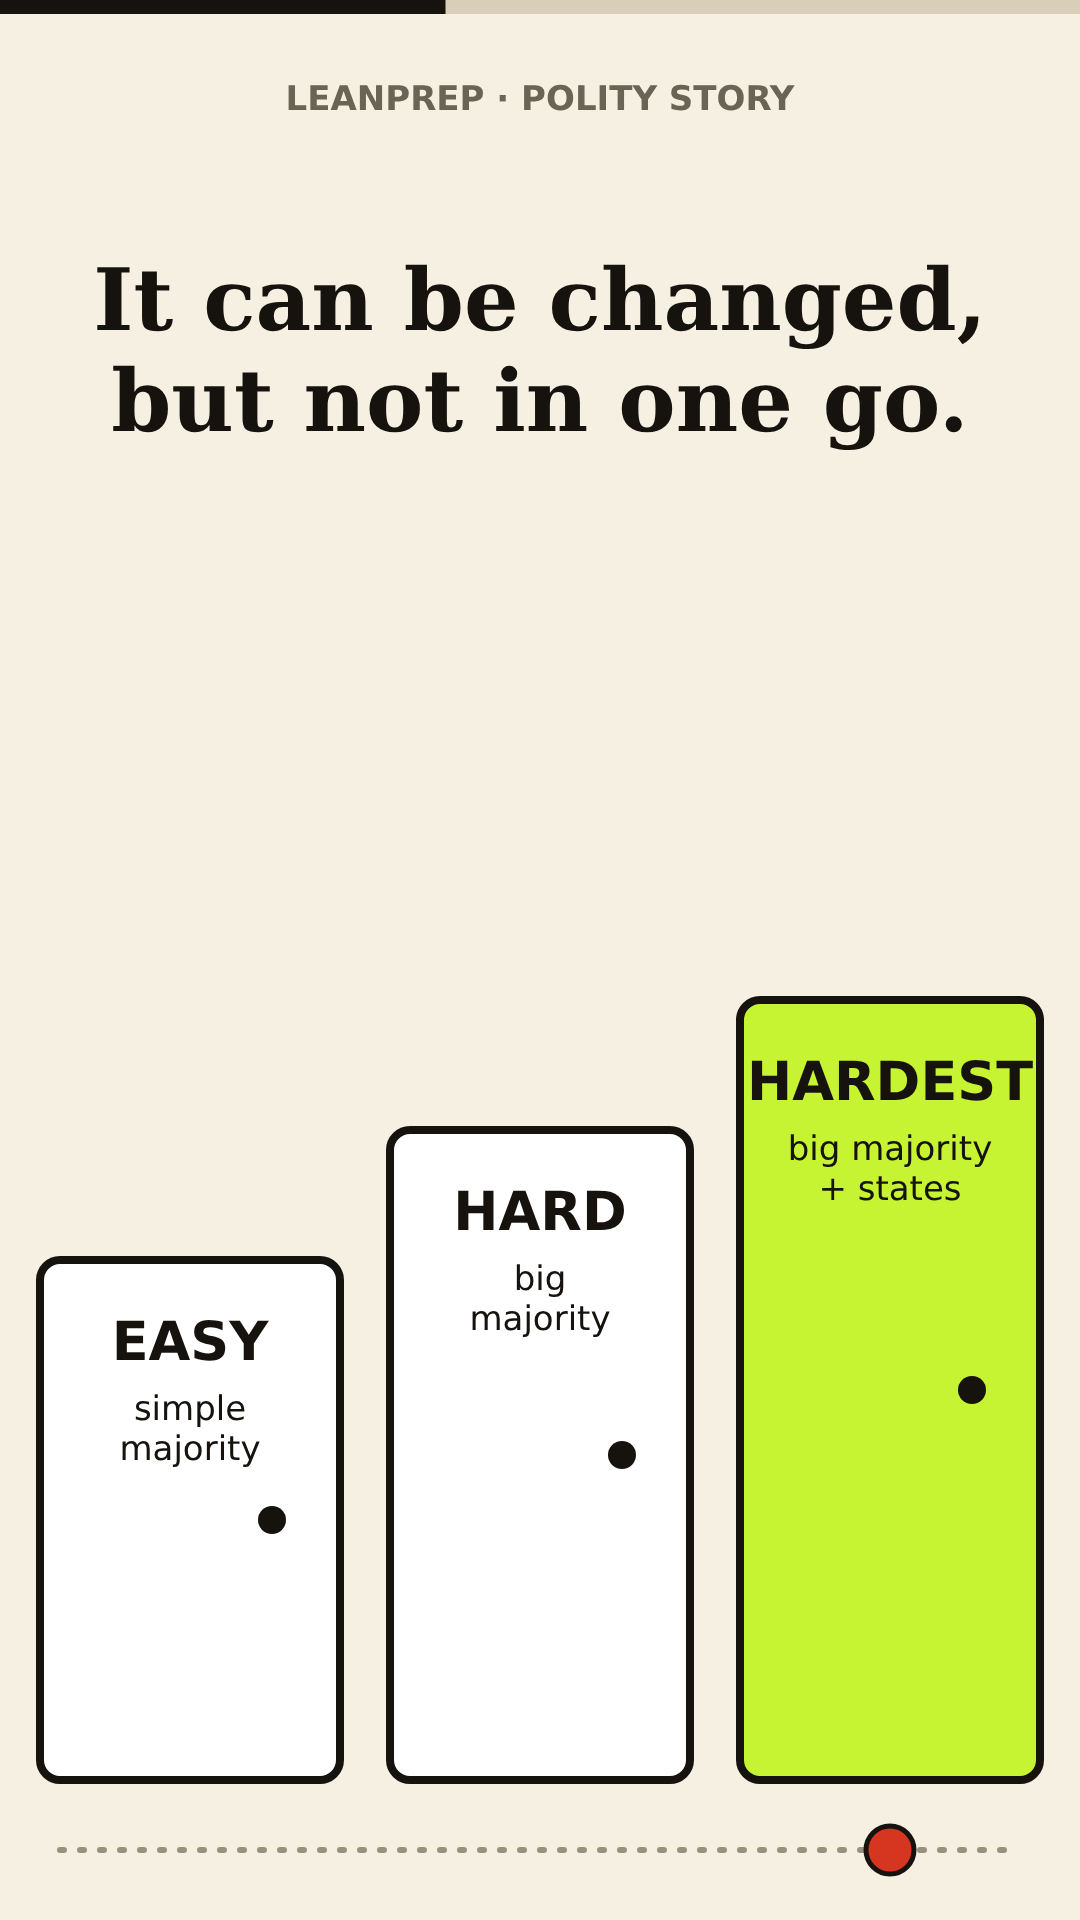 LEANPREP · POLITY STORY
It can be changed,
but not in one go.
EASY
simple
majority
HARD
big
majority
HARDEST
big majority
+ states